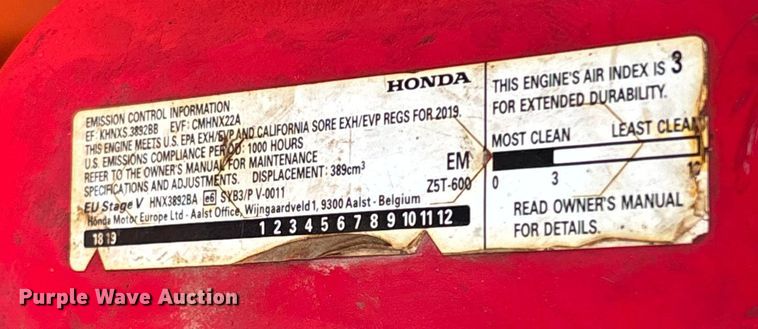 HONDA
EMISSION CONTROL INFORMATION
EF: KHNXS.3892BB EVF: CMHNX22A
THIS ENGINE MEETS U.S. EPA EXH/EVP AND CALIFORNIA SORE EXH/EVP REGS FOR 2019.
U.S. EMISSIONS COMPLIANCE PERIOD: 1000 HOURS
REFER TO THE OWNER'S MANUAL FOR MAINTENANCE
SPECIFICATIONS AND ADJUSTMENTS. DISPLACEMENT: 389cm³
EM
EU Stage V HNX3892BA e6 SYB3/P V-0011
Z5T-600
Honda Motor Europe Ltd - Aalst Office, Wijngaardveld 1, 9300 Aalst - Belgium
18 19 1 2 3 4 5 6 7 8 9 10 11 12
THIS ENGINE'S AIR INDEX IS 3
FOR EXTENDED DURABILITY.
MOST CLEAN LEAST CLEAN
0 3
READ OWNER'S MANUAL
FOR DETAILS.
Purple Wave Auction